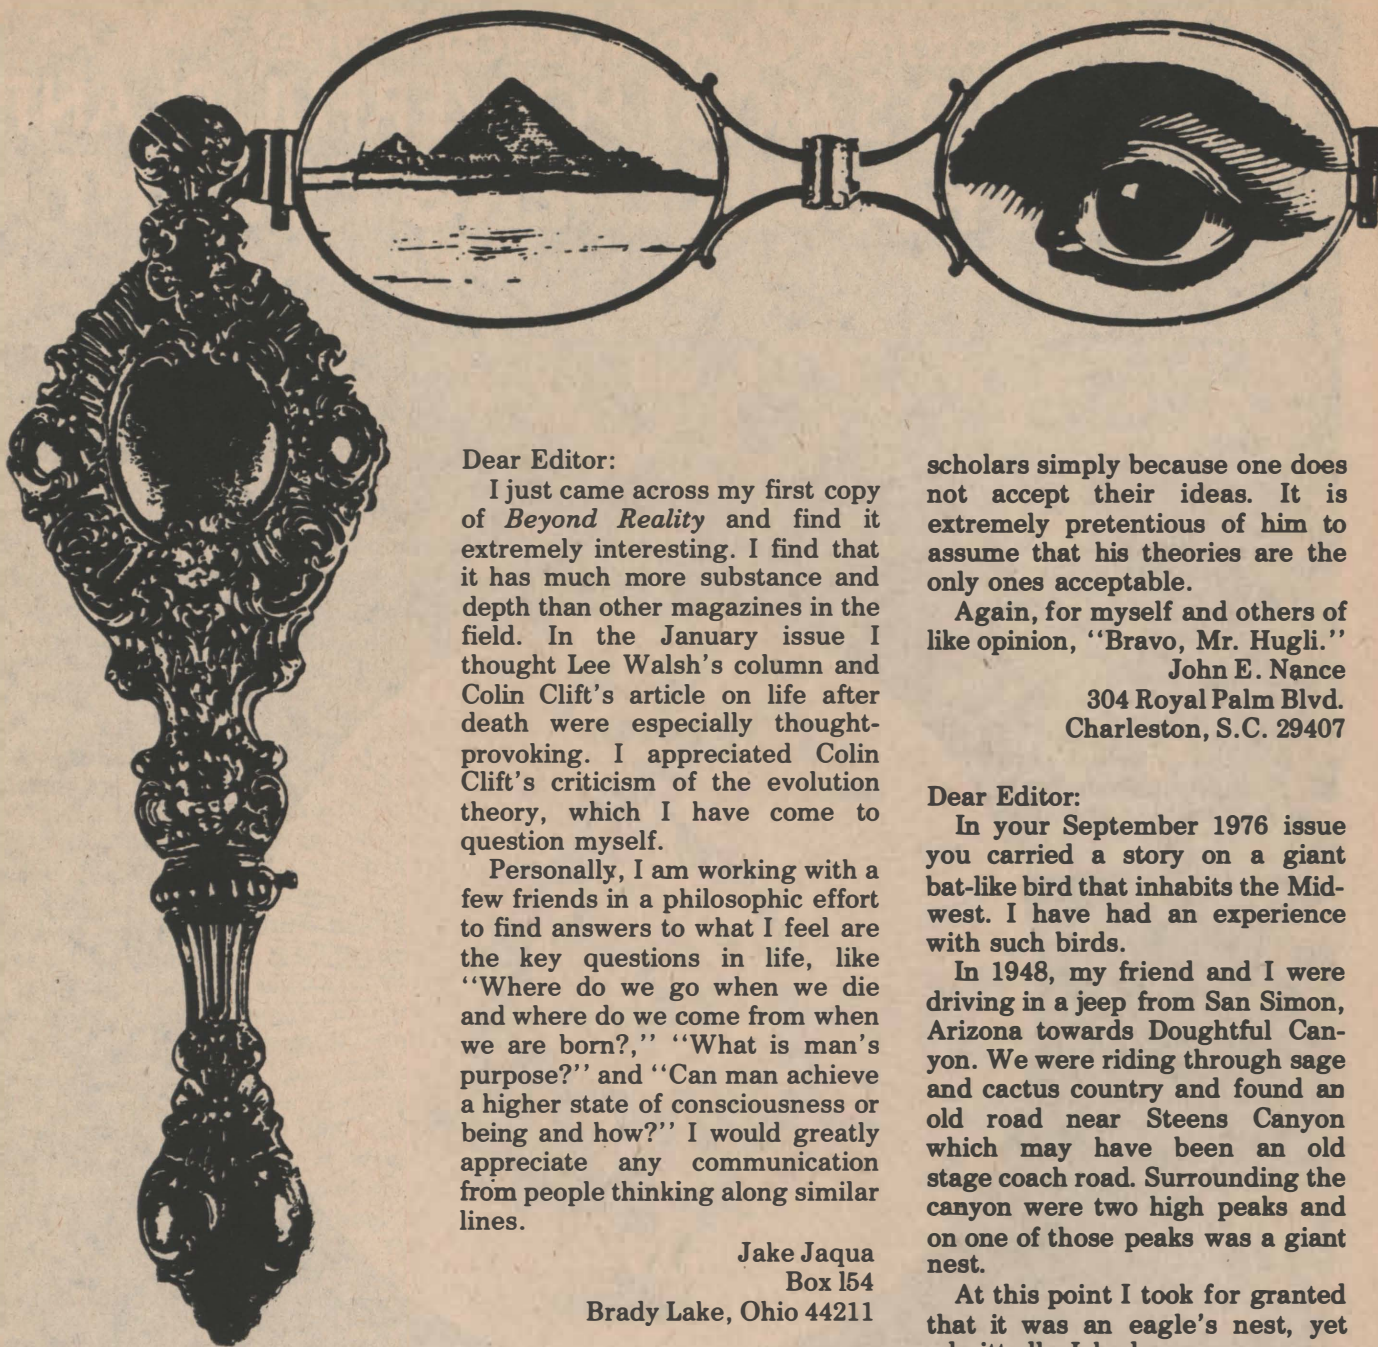 Dear Editor:
I just came across my first copy
of Beyond Reality and find it
extremely interesting. I find that
it has much more substance and
depth than other magazines in the
field. In the January issue I
thought Lee Walsh's column and
Colin Clift's article on life after
death were especially thought-
provoking. I appreciated Colin
Clift's criticism of the evolution
theory, which I have come to
question myself.
Personally, I am working with a
few friends in a philosophic effort
to find answers to what I feel are
the key questions in life, like
‘‘Where do we go when we die
and where do we come from when
we are born?,’’ ‘‘What is man's
purpose?’’ and ‘‘Can man achieve
a higher state of consciousness or
being and how?’’ I would greatly
appreciate any communication
from people thinking along similar
lines.
Jake Jaqua
Box l54
Brady Lake, Ohio 44211
scholars simply because one does
not accept their ideas. It is
extremely pretentious of him to
assume that his theories are the
only ones acceptable.
Again, for myself and others of
like opinion, ‘‘Bravo, Mr. Hugli.’’
John E. Nance
304 Royal Palm Blvd.
Charleston, S.C. 29407
Dear Editor:
In your September 1976 issue
you carried a story on a giant
bat-like bird that inhabits the Mid-
west. I have had an experience
with such birds.
In 1948, my friend and I were
driving in a jeep from San Simon,
Arizona towards Doughtful Can-
yon. We were riding through sage
and cactus country and found an
old road near Steens Canyon
which may have been an old
stage coach road. Surrounding the
canyon were two high peaks and
on one of those peaks was a giant
nest.
At this point I took for granted
that it was an eagle's nest, yet